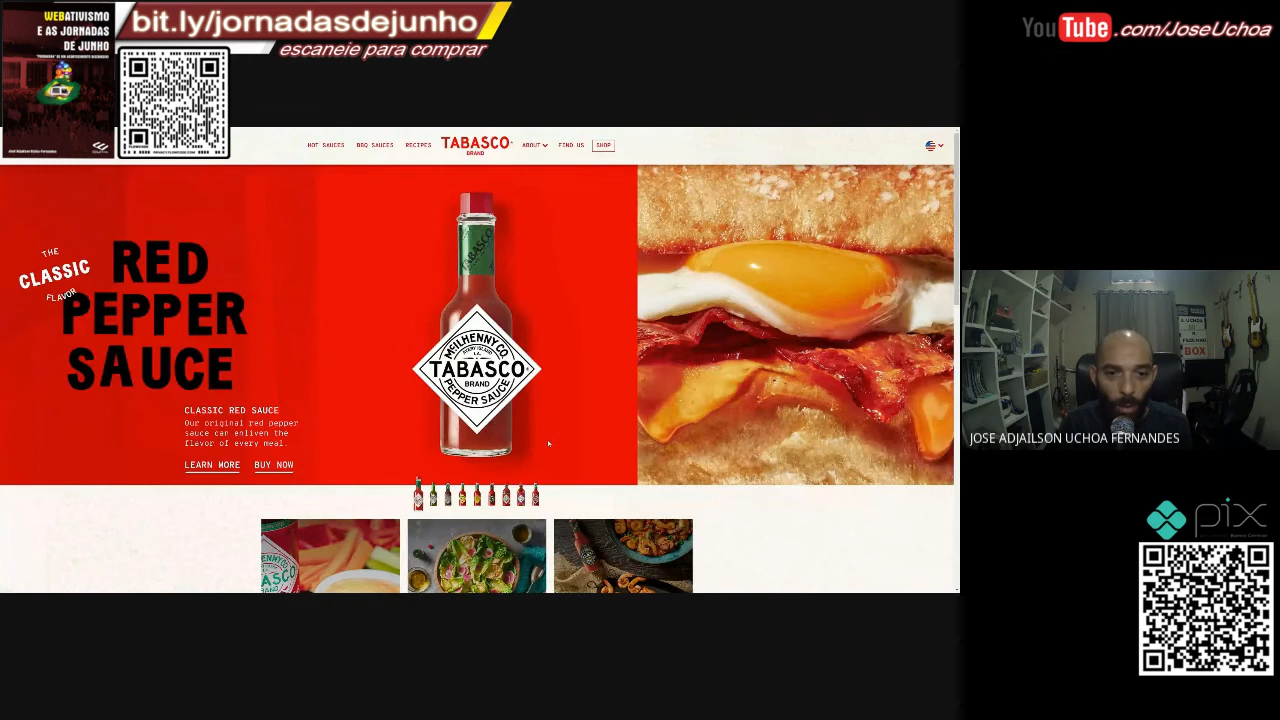 WEBATIVISMO
E AS JORNADAS
DE JUNHO
bit.ly/jornadasdejunho
escaneie para comprar
YouTube.com/JoseUchoa
HOT SAUCES BBQ SAUCES RECIPES TABASCO BRAND ABOUT FIND US SHOP
THE
CLASSIC
FLAVOR
RED
PEPPER
SAUCE
CLASSIC RED SAUCE
Our original red pepper
sauce can enliven the
flavor of every meal.
LEARN MORE BUY NOW
TABASCO
McILHENNY CO.
TABASCO
BRAND
PEPPER SAUCE
BOX
JOSE ADJAILSON UCHOA FERNANDES
pix